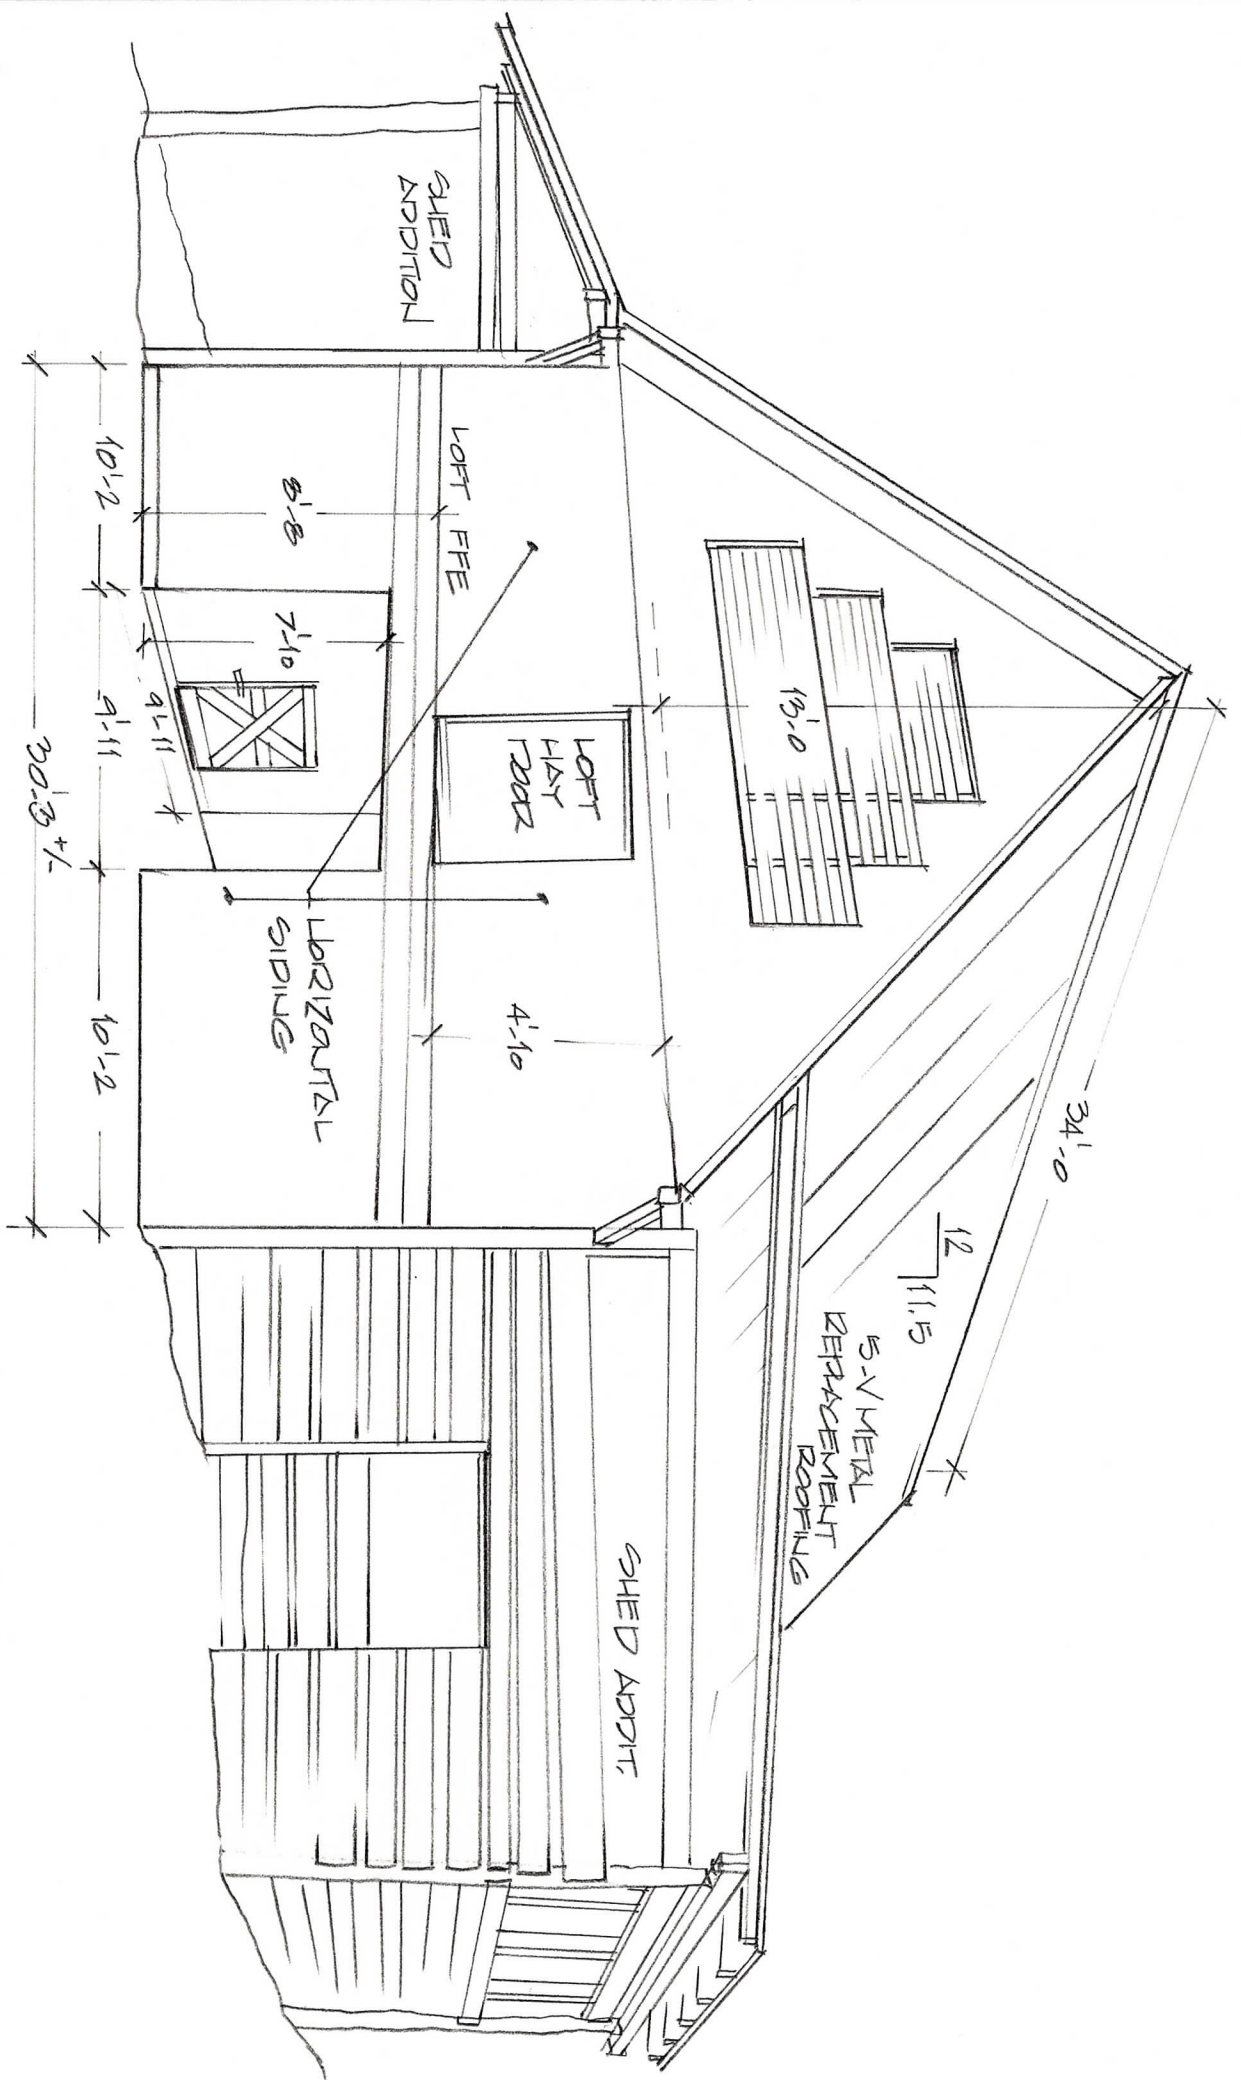 34'-0
12
11.5
5-V METAL
REPLACEMENT
ROOFING
13'-0
LOFT
HAY
DOOR
4'-10
SHED ADDIT.
SHED
ADDITION
LOFT FFE
8'-8
7'-10
HORIZONTAL
SIDING
9'-11
10'-2
9'-11
10'-2
30'-3 +/-